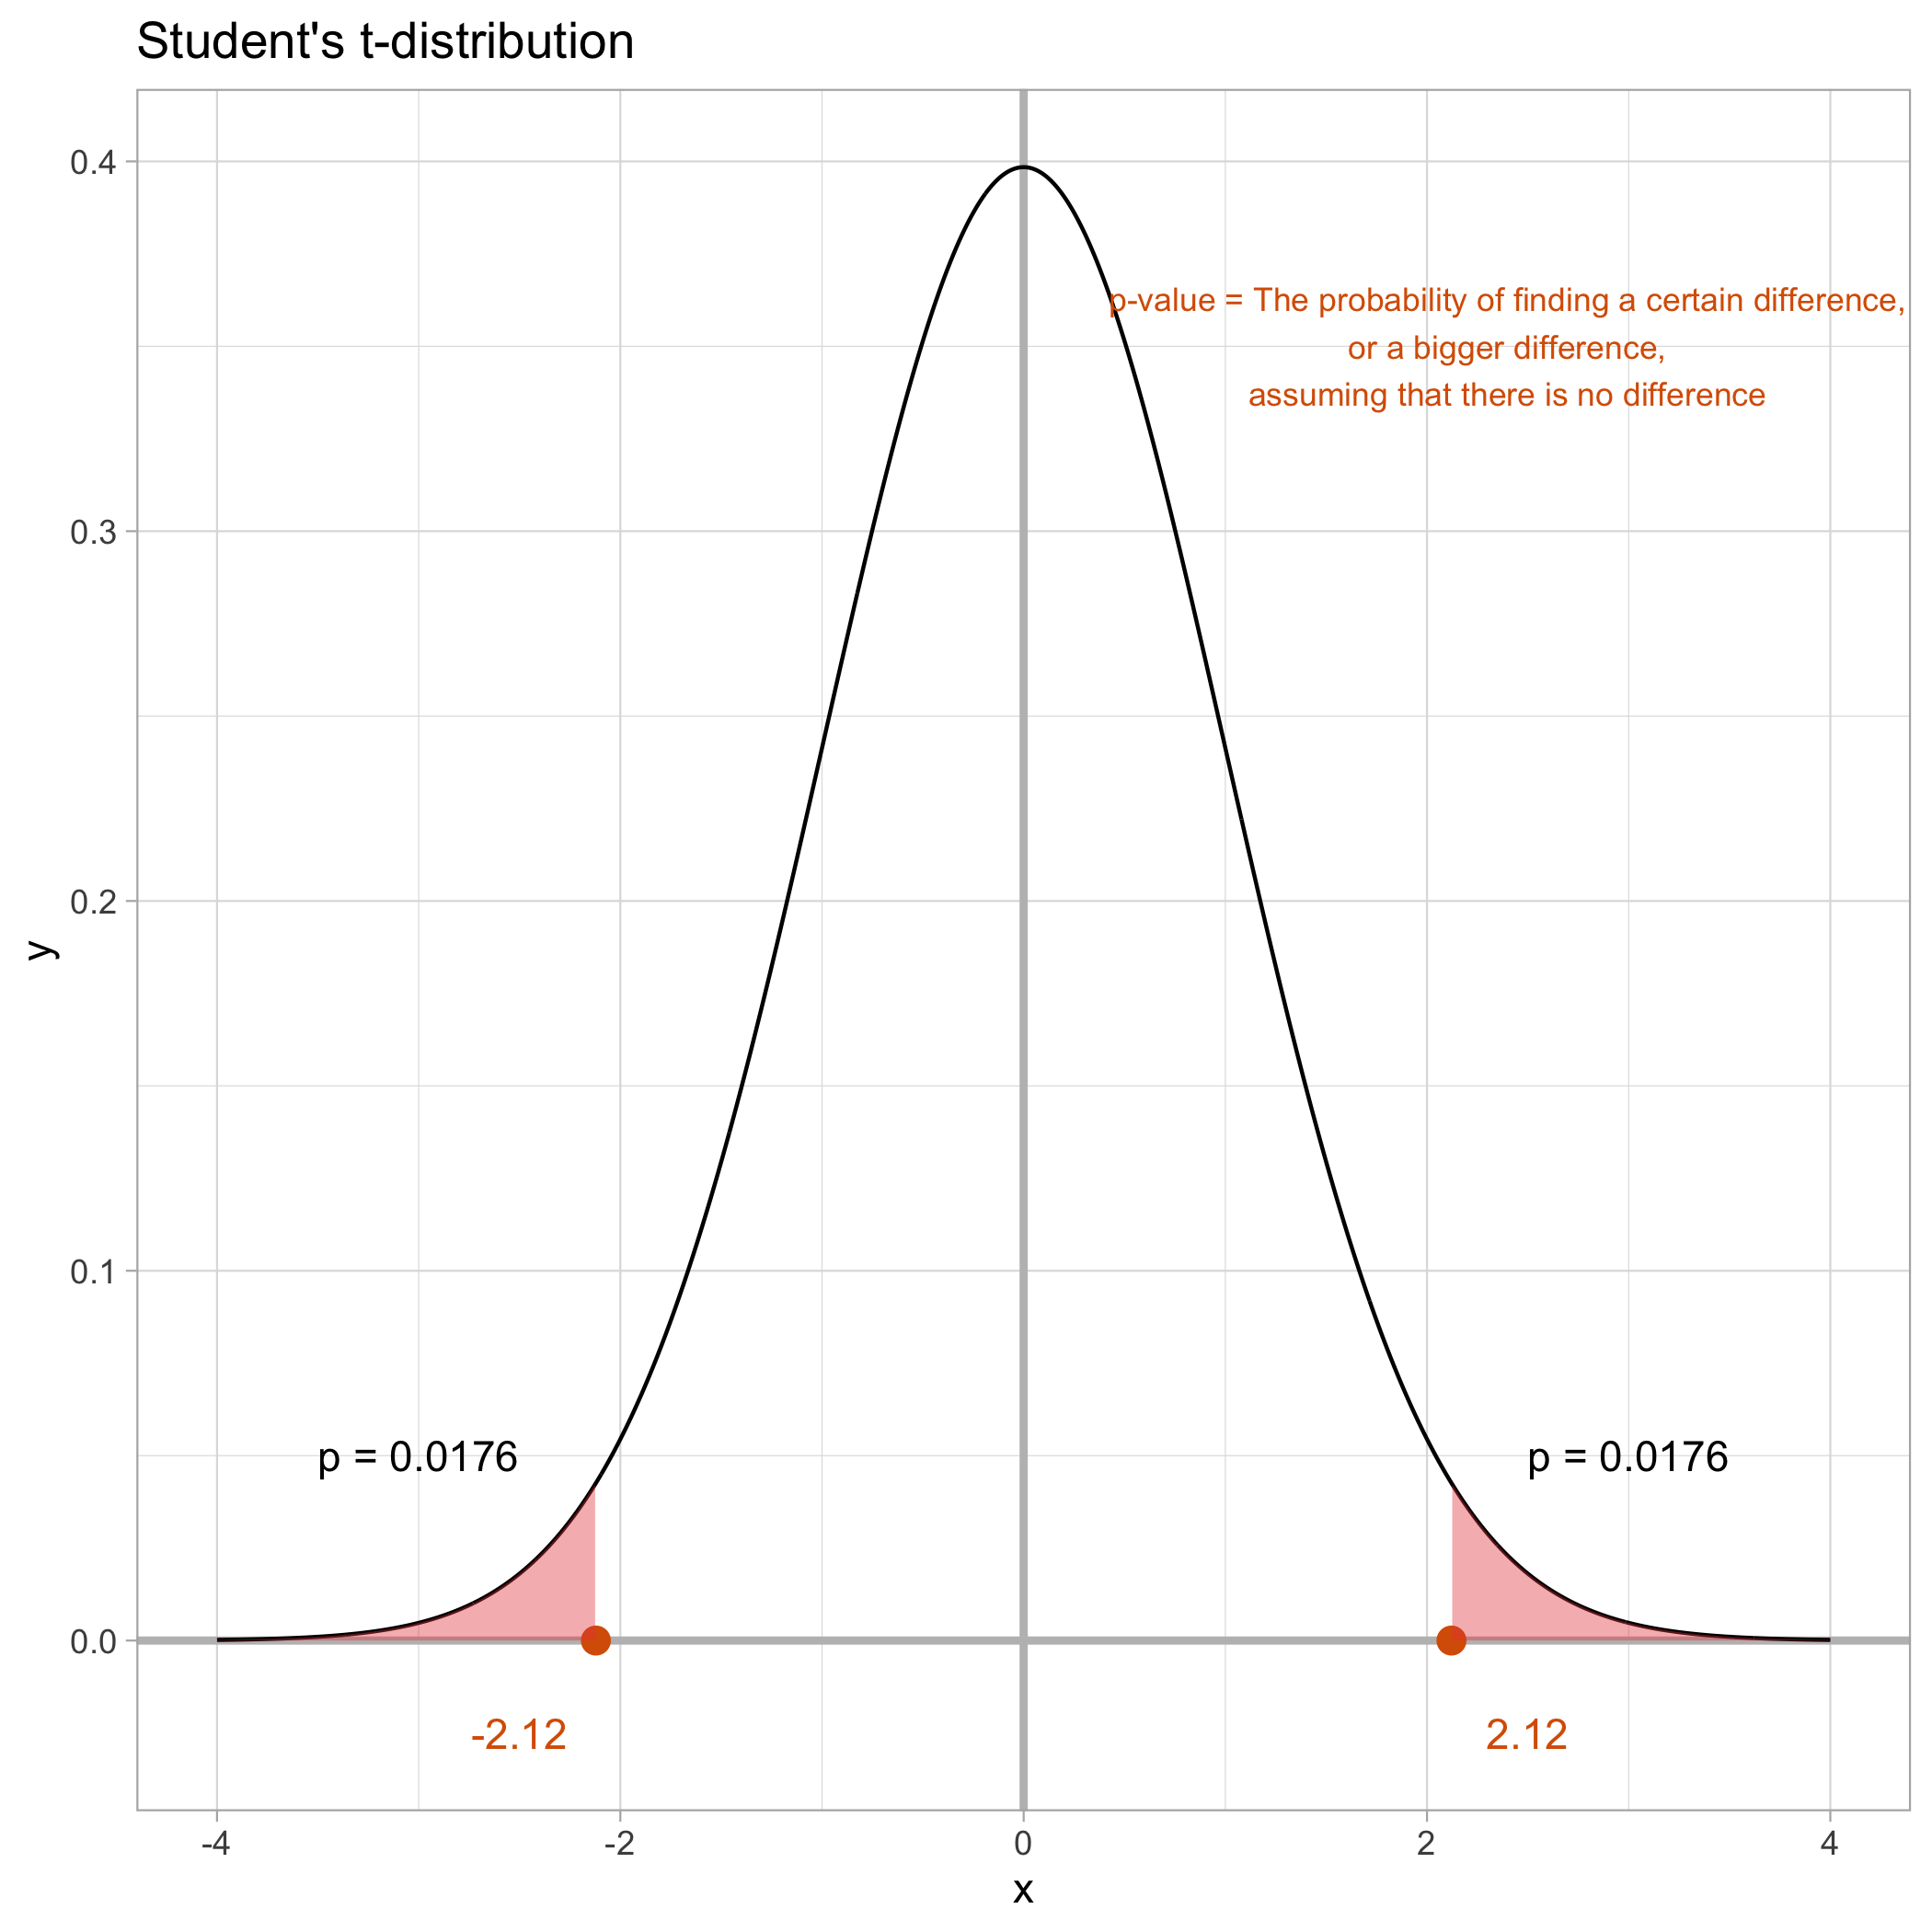 Student's t-distribution
0.4
p-value = The probability of finding a certain difference,
or a bigger difference,
assuming that there is no difference
0.3
0.2
y
0.1
p = 0.0176
p = 0.0176
0.0
-2.12
2.12
-4
-2
0
2
4
x